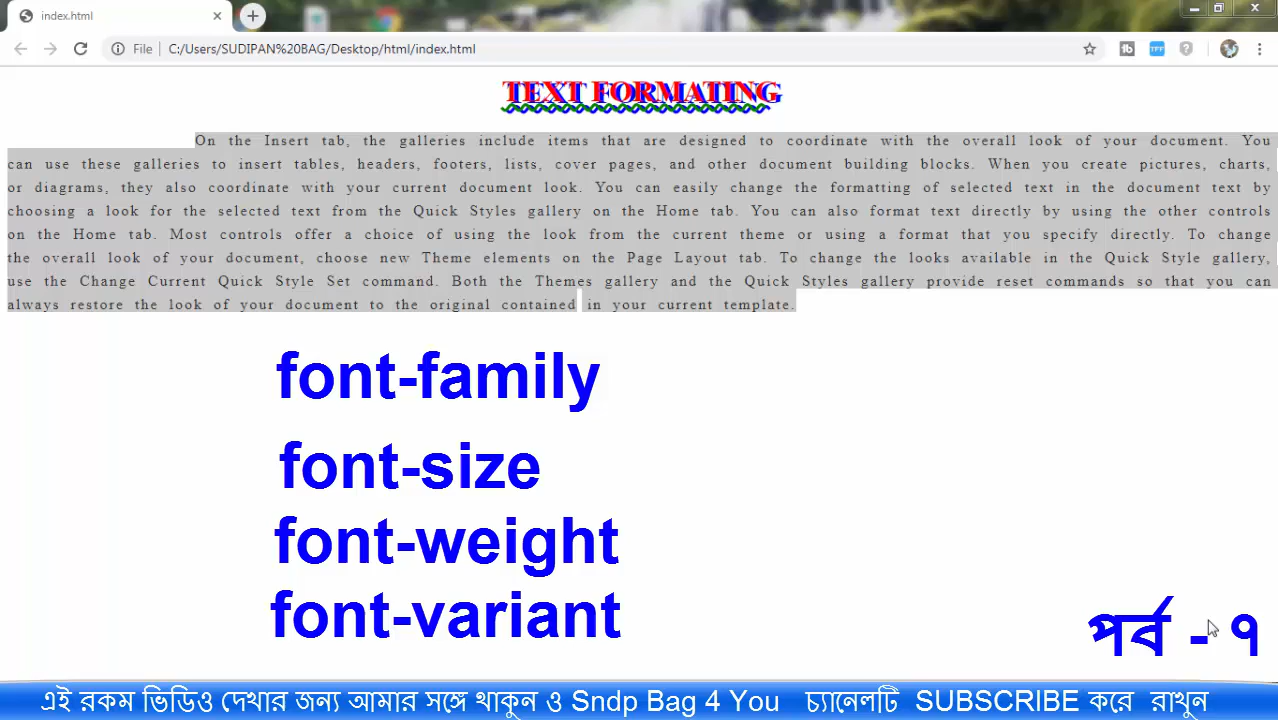 index.html
File
C:/Users/SUDIPAN%20BAG/Desktop/html/index.html
TEXT FORMATING
On the Insert tab, the galleries include items that are designed to coordinate with the overall look of your document. You
can use these galleries to insert tables, headers, footers, lists, cover pages, and other document building blocks. When you create pictures, charts,
or diagrams, they also coordinate with your current document look. You can easily change the formatting of selected text in the document text by
choosing a look for the selected text from the Quick Styles gallery on the Home tab. You can also format text directly by using the other controls
on the Home tab. Most controls offer a choice of using the look from the current theme or using a format that you specify directly. To change
the overall look of your document, choose new Theme elements on the Page Layout tab. To change the looks available in the Quick Style gallery,
use the Change Current Quick Style Set command. Both the Themes gallery and the Quick Styles gallery provide reset commands so that you can
always restore the look of your document to the original contained in your current template.
font-family
font-size
font-weight
font-variant
পর্ব - ১
এই রকম ভিডিও দেখার জন্য আমার সঙ্গে থাকুন ও Sndp Bag 4 You চ্যানেলটি SUBSCRIBE করে রাখুন